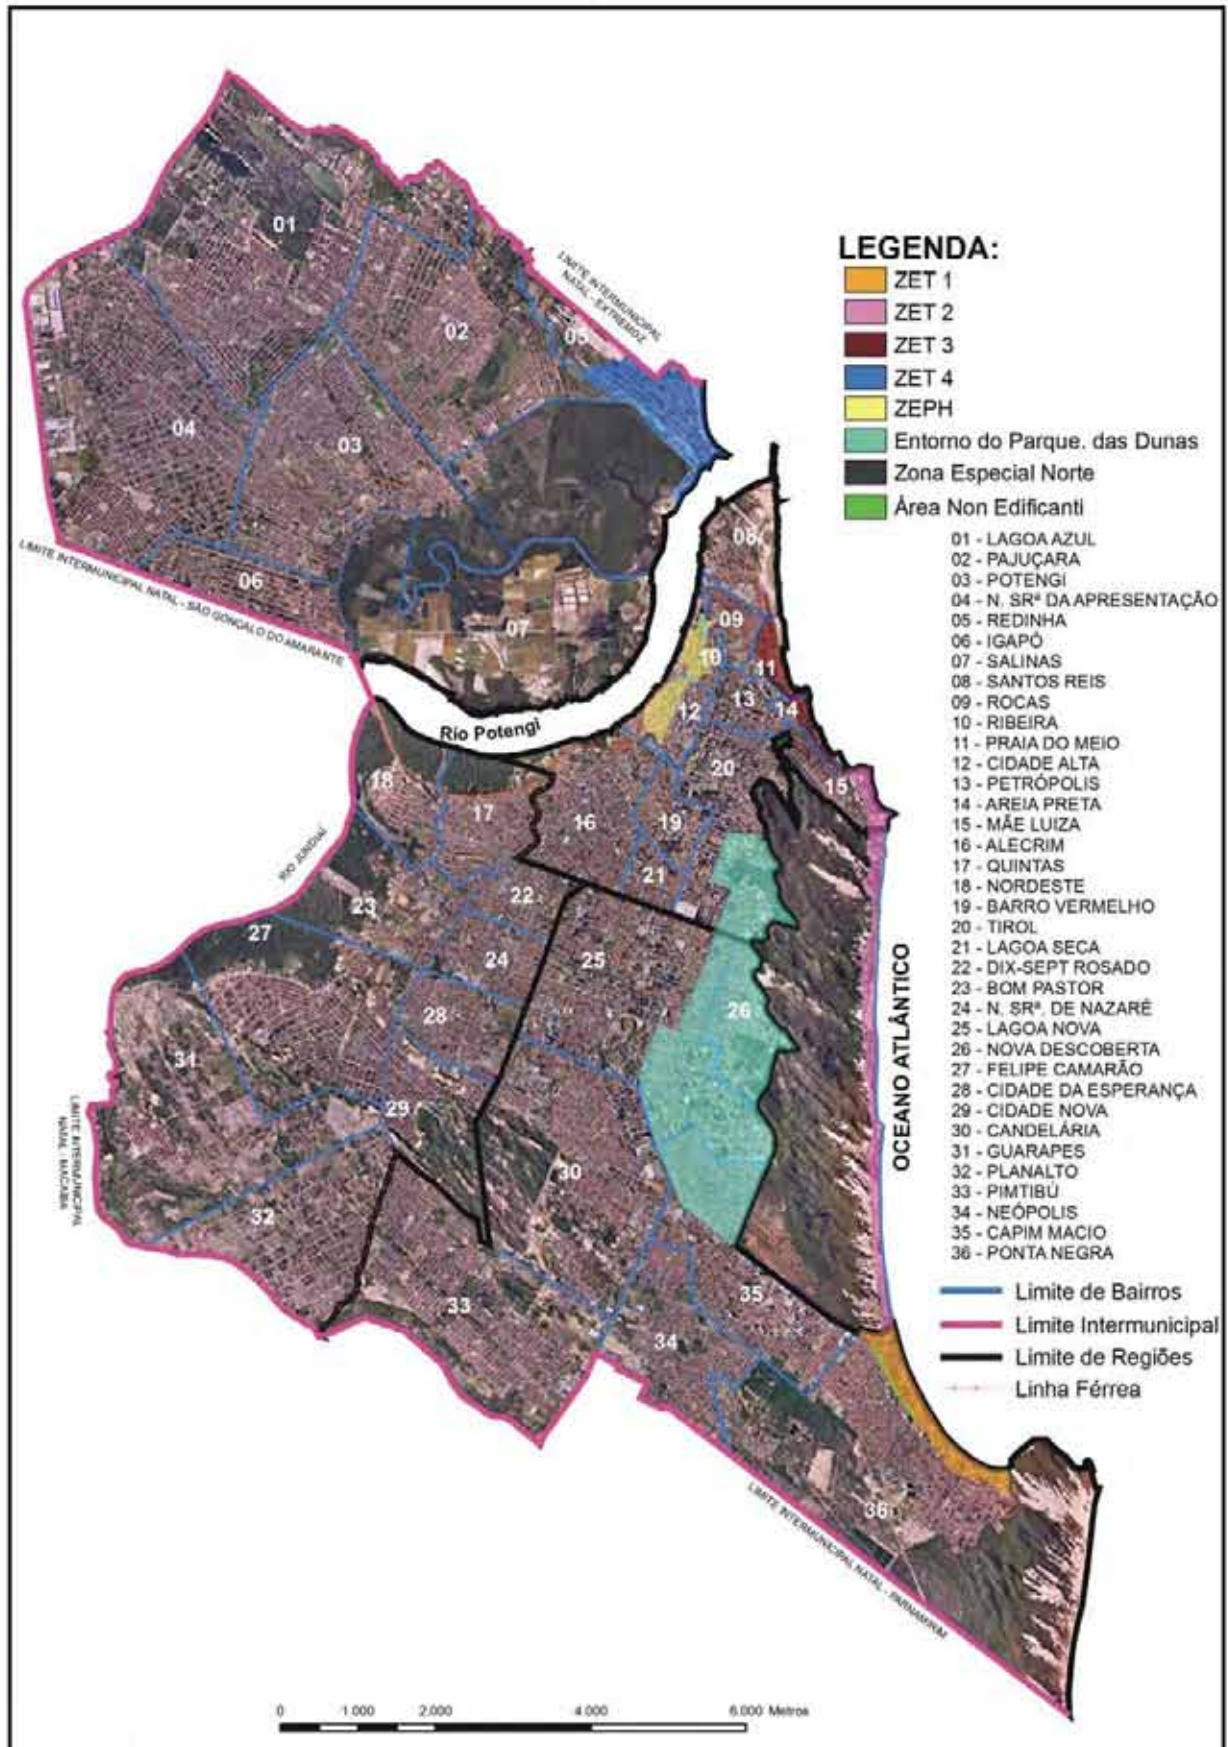 LEGENDA:
ZET 1
ZET 2
ZET 3
ZET 4
ZEPH
Entorno do Parque. das Dunas
Zona Especial Norte
Área Non Edificanti
01 - LAGOA AZUL
02 - PAJUÇARA
03 - POTENGI
04 - N. SRª DA APRESENTAÇÃO
05 - REDINHA
06 - IGAPÓ
07 - SALINAS
08 - SANTOS REIS
09 - ROCAS
10 - RIBEIRA
11 - PRAIA DO MEIO
12 - CIDADE ALTA
13 - PETRÓPOLIS
14 - AREIA PRETA
15 - MÃE LUIZA
16 - ALECRIM
17 - QUINTAS
18 - NORDESTE
19 - BARRO VERMELHO
20 - TIROL
21 - LAGOA SECA
22 - DIX-SEPT ROSADO
23 - BOM PASTOR
24 - N. SRª. DE NAZARÉ
25 - LAGOA NOVA
26 - NOVA DESCOBERTA
27 - FELIPE CAMARÃO
28 - CIDADE DA ESPERANÇA
29 - CIDADE NOVA
30 - CANDELÁRIA
31 - GUARAPES
32 - PLANALTO
33 - PIMTIBÚ
34 - NEÓPOLIS
35 - CAPIM MACIO
36 - PONTA NEGRA
Limite de Bairros
Limite Intermunicipal
Limite de Regiões
Linha Férrea
LIMITE INTERMUNICIPAL
NATAL - EXTREMOZ
LIMITE INTERMUNICIPAL NATAL - SÃO GONÇALO DO AMARANTE
Rio Potengi
RIO JUNDIAÍ
OCEANO ATLÂNTICO
LIMITE INTERMUNICIPAL
NATAL - MACAIBA
LIMITE INTERMUNICIPAL NATAL - PARNAMIRIM
01
02
05
04
03
06
07
08
09
10
11
12
13
14
20
15
18
17
16
19
21
22
23
27
24
25
28
26
31
29
30
32
33
35
34
36
0 1.000 2.000 4.000 6.000 Metros